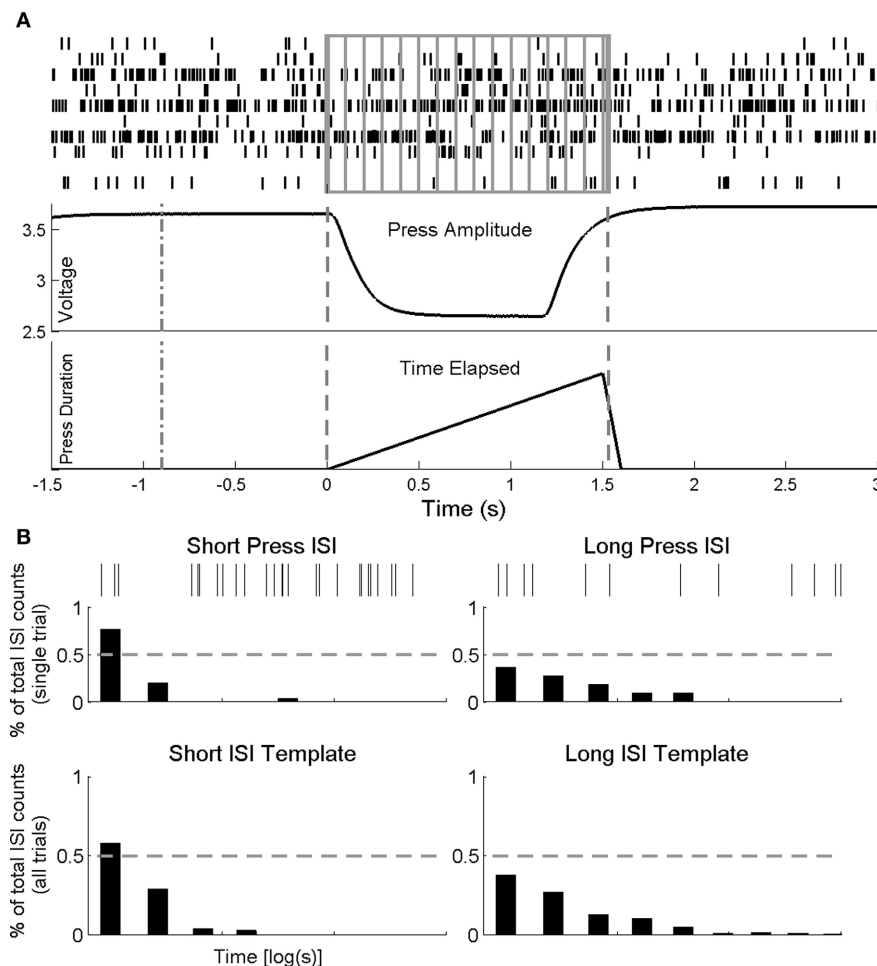 A
3.5
3
2.5
Voltage
Press Amplitude
Press Duration
Time Elapsed
-1.5
-1
-0.5
0
0.5
1
1.5
2
2.5
3
Time (s)
B
Short Press ISI
Long Press ISI
% of total ISI counts
(single trial)
1
0.5
0
1
0.5
0
Short ISI Template
Long ISI Template
% of total ISI counts
(all trials)
1
0.5
0
1
0.5
0
Time [log(s)]